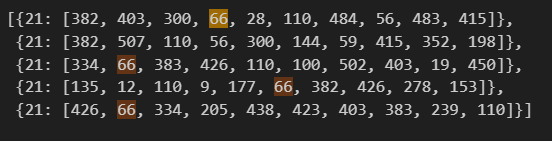 [{21: [382, 403, 300, 66, 28, 110, 484, 56, 483, 415]},
{21: [382, 507, 110, 56, 300, 144, 59, 415, 352, 198]},
{21: [334, 66, 383, 426, 110, 100, 502, 403, 19, 450]},
{21: [135, 12, 110, 9, 177, 66, 382, 426, 278, 153]},
{21: [426, 66, 334, 205, 438, 423, 403, 383, 239, 110]}]